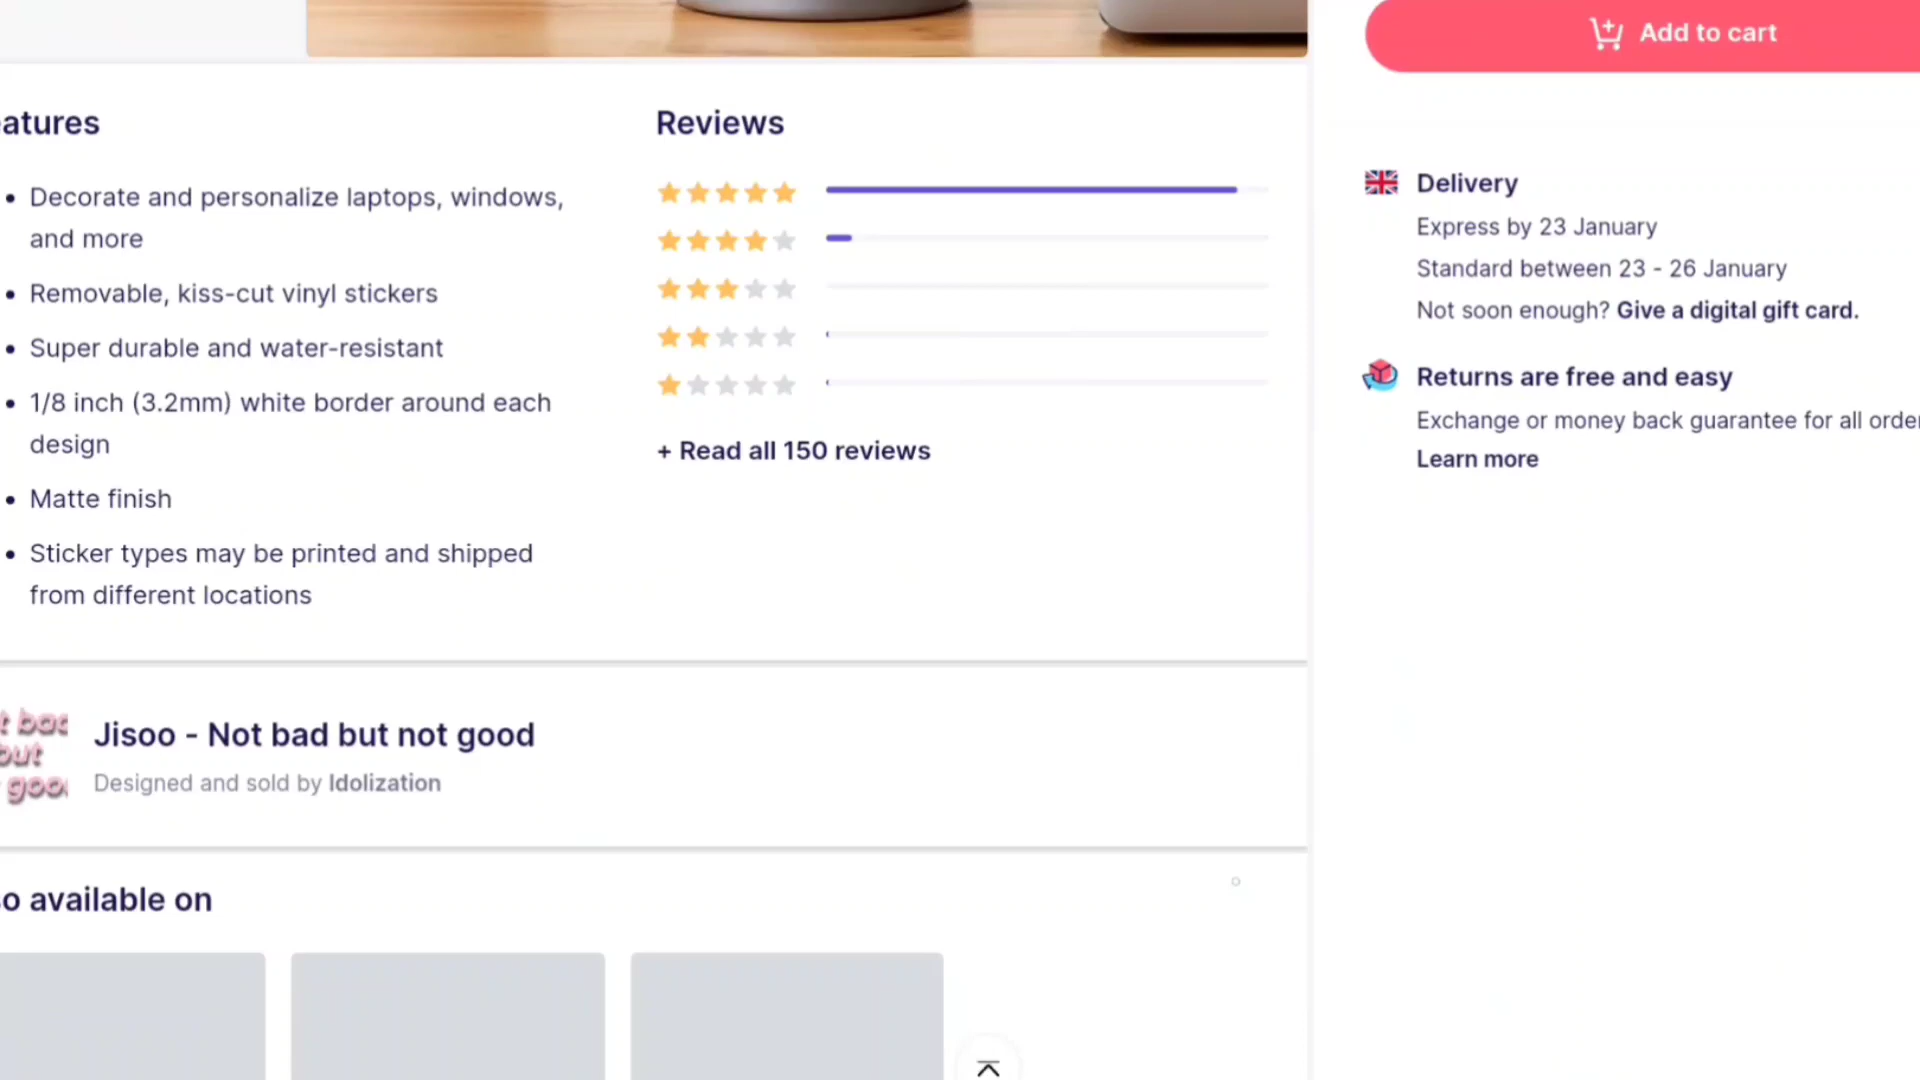 Add to cart
atures
Decorate and personalize laptops, windows,
and more
Removable, kiss-cut vinyl stickers
Super durable and water-resistant
1/8 inch (3.2mm) white border around each
design
Matte finish
Sticker types may be printed and shipped
from different locations
Reviews
+ Read all 150 reviews
Delivery
Express by 23 January
Standard between 23 - 26 January
Not soon enough? Give a digital gift card.
Returns are free and easy
Exchange or money back guarantee for all order
Learn more
t bad
but
good
Jisoo - Not bad but not good
Designed and sold by Idolization
o available on